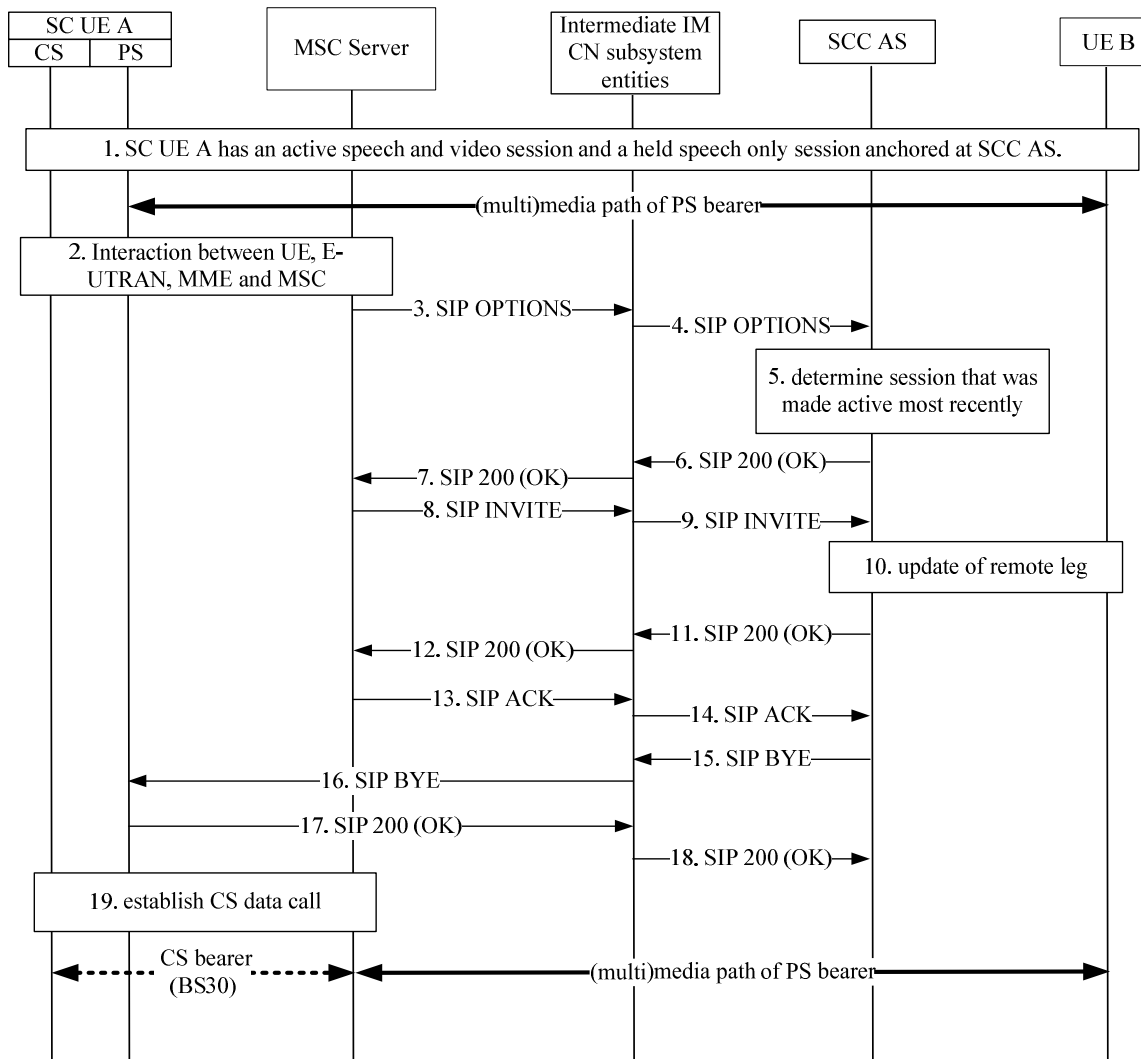 SC UE A
CS
PS
MSC Server
Intermediate IM
CN subsystem
entities
SCC AS
UE B
1. SC UE A has an active speech and video session and a held speech only session anchored at SCC AS.
(multi)media path of PS bearer
2. Interaction between UE, E-
UTRAN, MME and MSC
3. SIP OPTIONS
4. SIP OPTIONS
5. determine session that was
made active most recently
6. SIP 200 (OK)
7. SIP 200 (OK)
8. SIP INVITE
9. SIP INVITE
10. update of remote leg
11. SIP 200 (OK)
12. SIP 200 (OK)
13. SIP ACK
14. SIP ACK
15. SIP BYE
16. SIP BYE
17. SIP 200 (OK)
18. SIP 200 (OK)
19. establish CS data call
CS bearer
(BS30)
(multi)media path of PS bearer